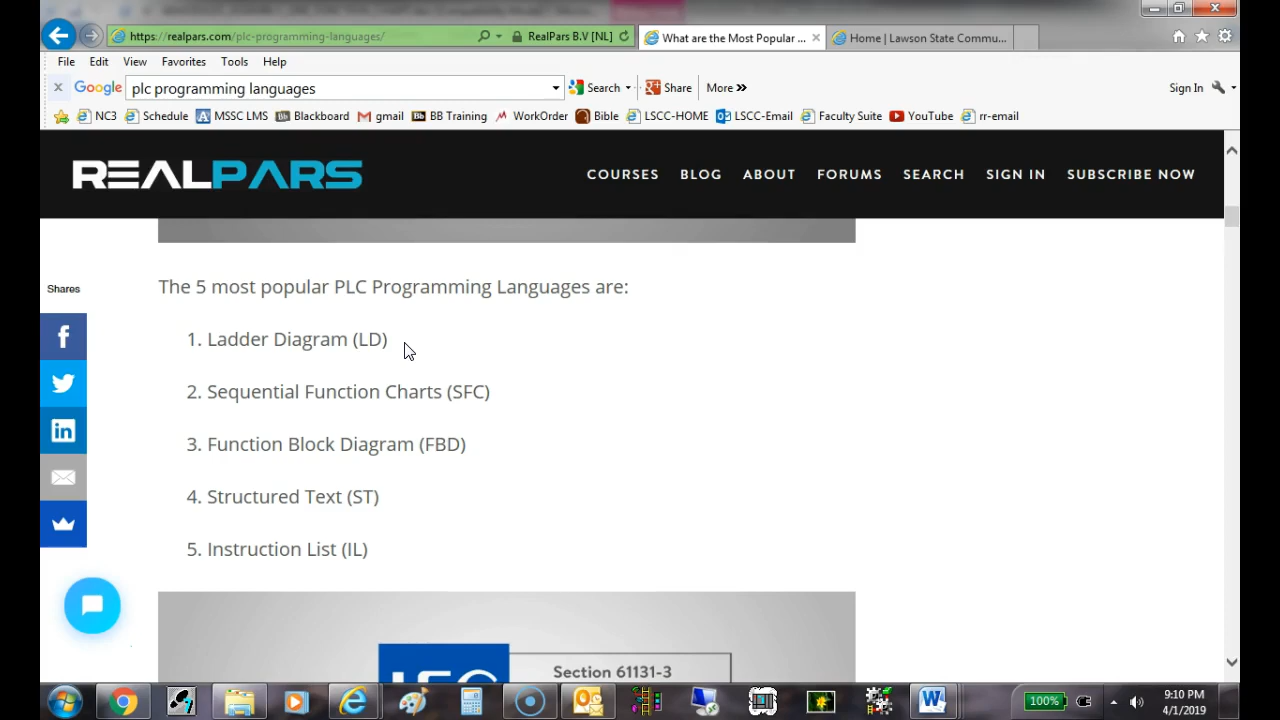 https://realpars.com/plc-programming-languages/
RealPars B.V [NL]
What are the Most Popular ...
Home | Lawson State Commu...
File Edit View Favorites Tools Help
x Google plc programming languages Search Share More » Sign In
NC3 Schedule MSSC LMS Blackboard gmail BB Training WorkOrder Bible LSCC-HOME LSCC-Email Faculty Suite YouTube rr-email
REALPARS
COURSES BLOG ABOUT FORUMS SEARCH SIGN IN SUBSCRIBE NOW
Shares
The 5 most popular PLC Programming Languages are:
1. Ladder Diagram (LD)
2. Sequential Function Charts (SFC)
3. Function Block Diagram (FBD)
4. Structured Text (ST)
5. Instruction List (IL)
IEC
Section 61131-3
100%
9:10 PM
4/1/2019